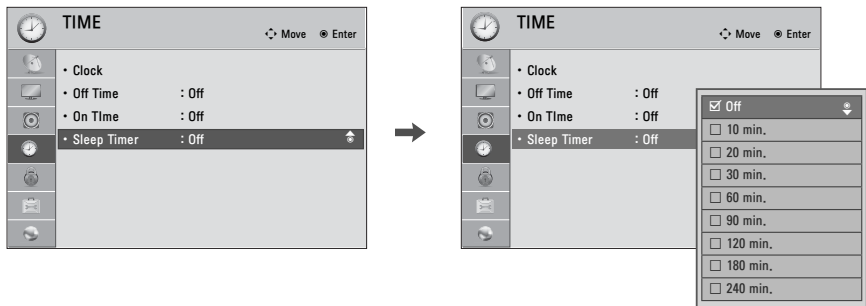 TIME
Move Enter
• Clock
• Off Time : Off
• On TIme : Off
• Sleep Timer : Off
TIME
Move Enter
• Clock
• Off Time : Off
• On TIme : Off
• Sleep Timer : Off
Off
10 min.
20 min.
30 min.
60 min.
90 min.
120 min.
180 min.
240 min.